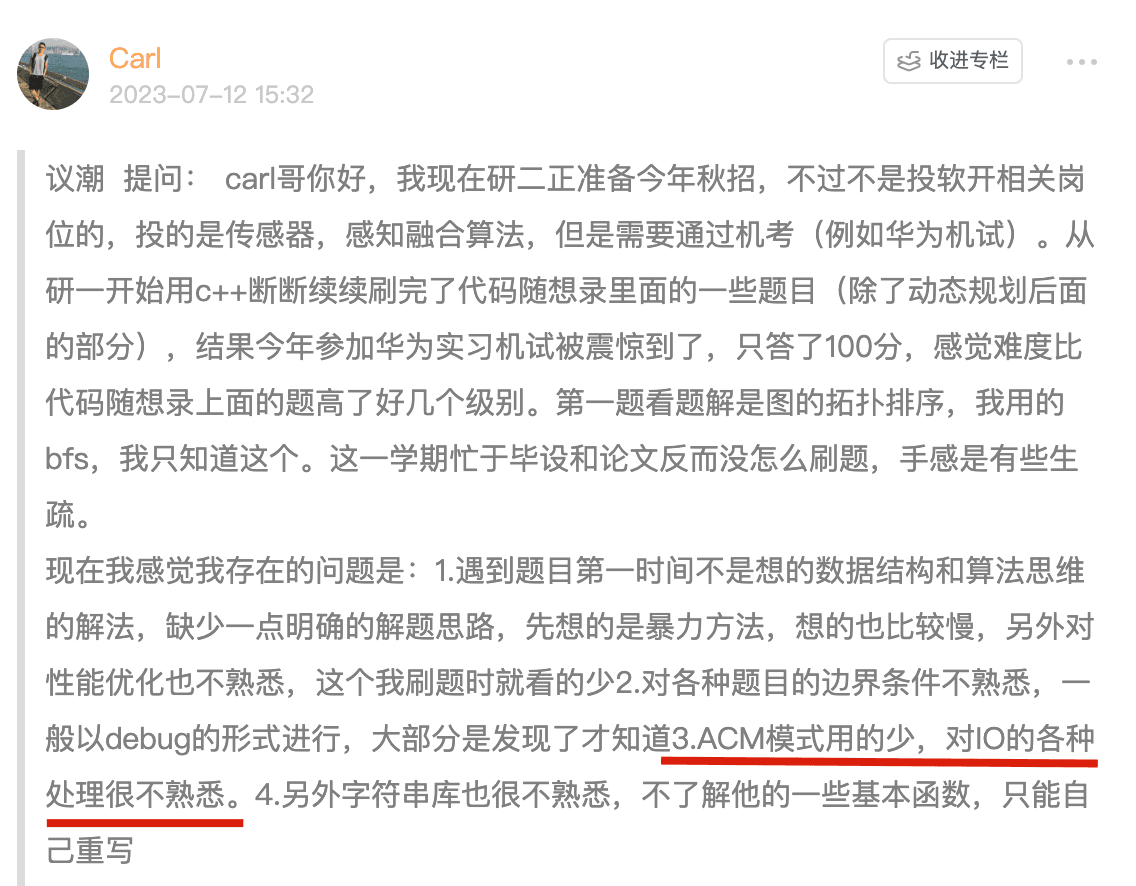 Carl
收进专栏
2023-07-12 15:32
议潮 提问： carl哥你好，我现在研二正准备今年秋招，不过不是投软开相关岗
位的，投的是传感器，感知融合算法，但是需要通过机考（例如华为机试）。从
研一开始用c++断断续续刷完了代码随想录里面的一些题目（除了动态规划后面
的部分），结果今年参加华为实习机试被震惊到了，只答了100分，感觉难度比
代码随想录上面的题高了好几个级别。第一题看题解是图的拓扑排序，我用的
bfs，我只知道这个。这一学期忙于毕设和论文反而没怎么刷题，手感是有些生
疏。
现在我感觉我存在的问题是：1.遇到题目第一时间不是想的数据结构和算法思维
的解法，缺少一点明确的解题思路，先想的是暴力方法，想的也比较慢，另外对
性能优化也不熟悉，这个我刷题时就看的少2.对各种题目的边界条件不熟悉，一
般以debug的形式进行，大部分是发现了才知道3.ACM模式用的少，对IO的各种
处理很不熟悉。4.另外字符串库也很不熟悉，不了解他的一些基本函数，只能自
己重写